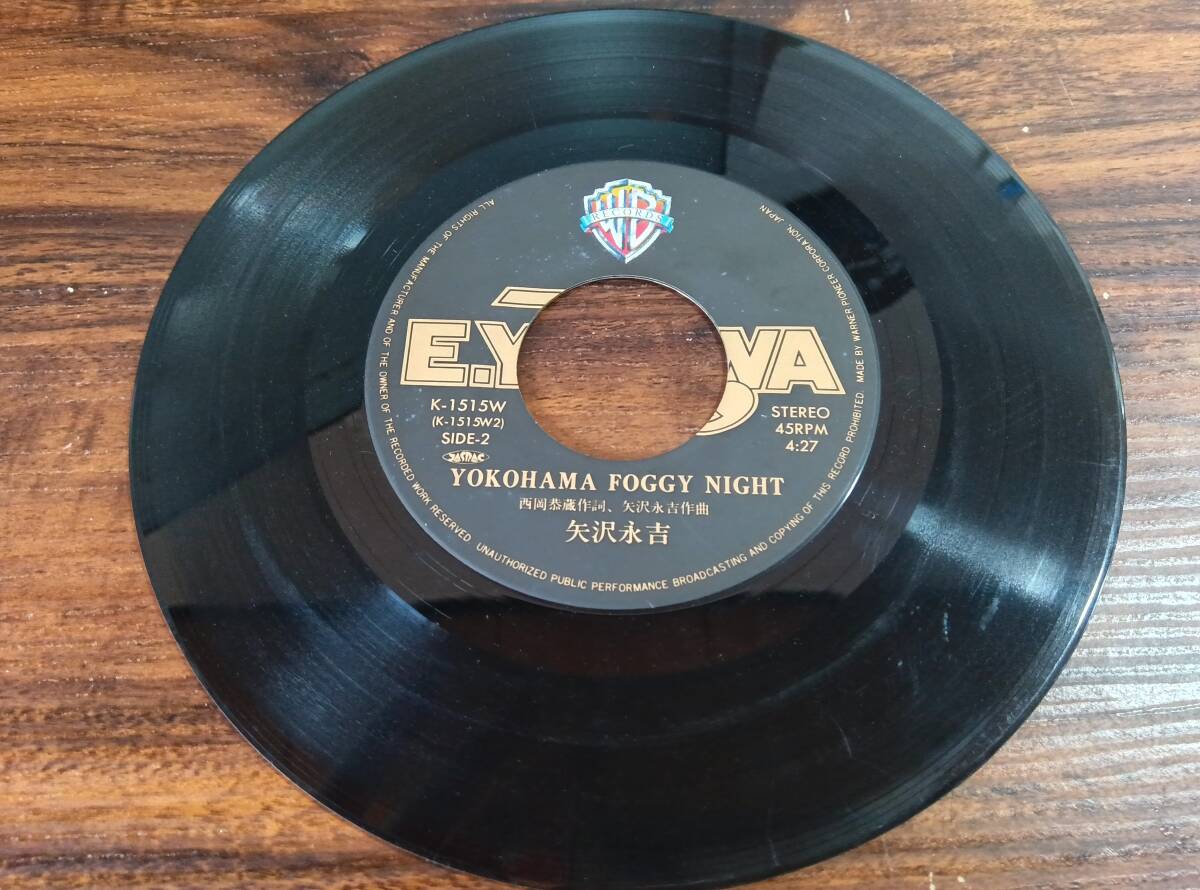 WB
RECORDS
E.Y WA
K-1515W
(K-1515W2)
SIDE-2
JASRAC
STEREO
45RPM
4:27
YOKOHAMA FOGGY NIGHT
西岡恭蔵作詞、矢沢永吉作曲
矢沢永吉
ALL RIGHTS OF THE MANUFACTURER AND OF THE OWNER OF THE RECORDED WORK RESERVED. UNAUTHORIZED PUBLIC PERFORMANCE BROADCASTING AND COPYING OF THIS RECORD PROHIBITED. MADE BY WARNER PIONEER CORPORATION, JAPAN